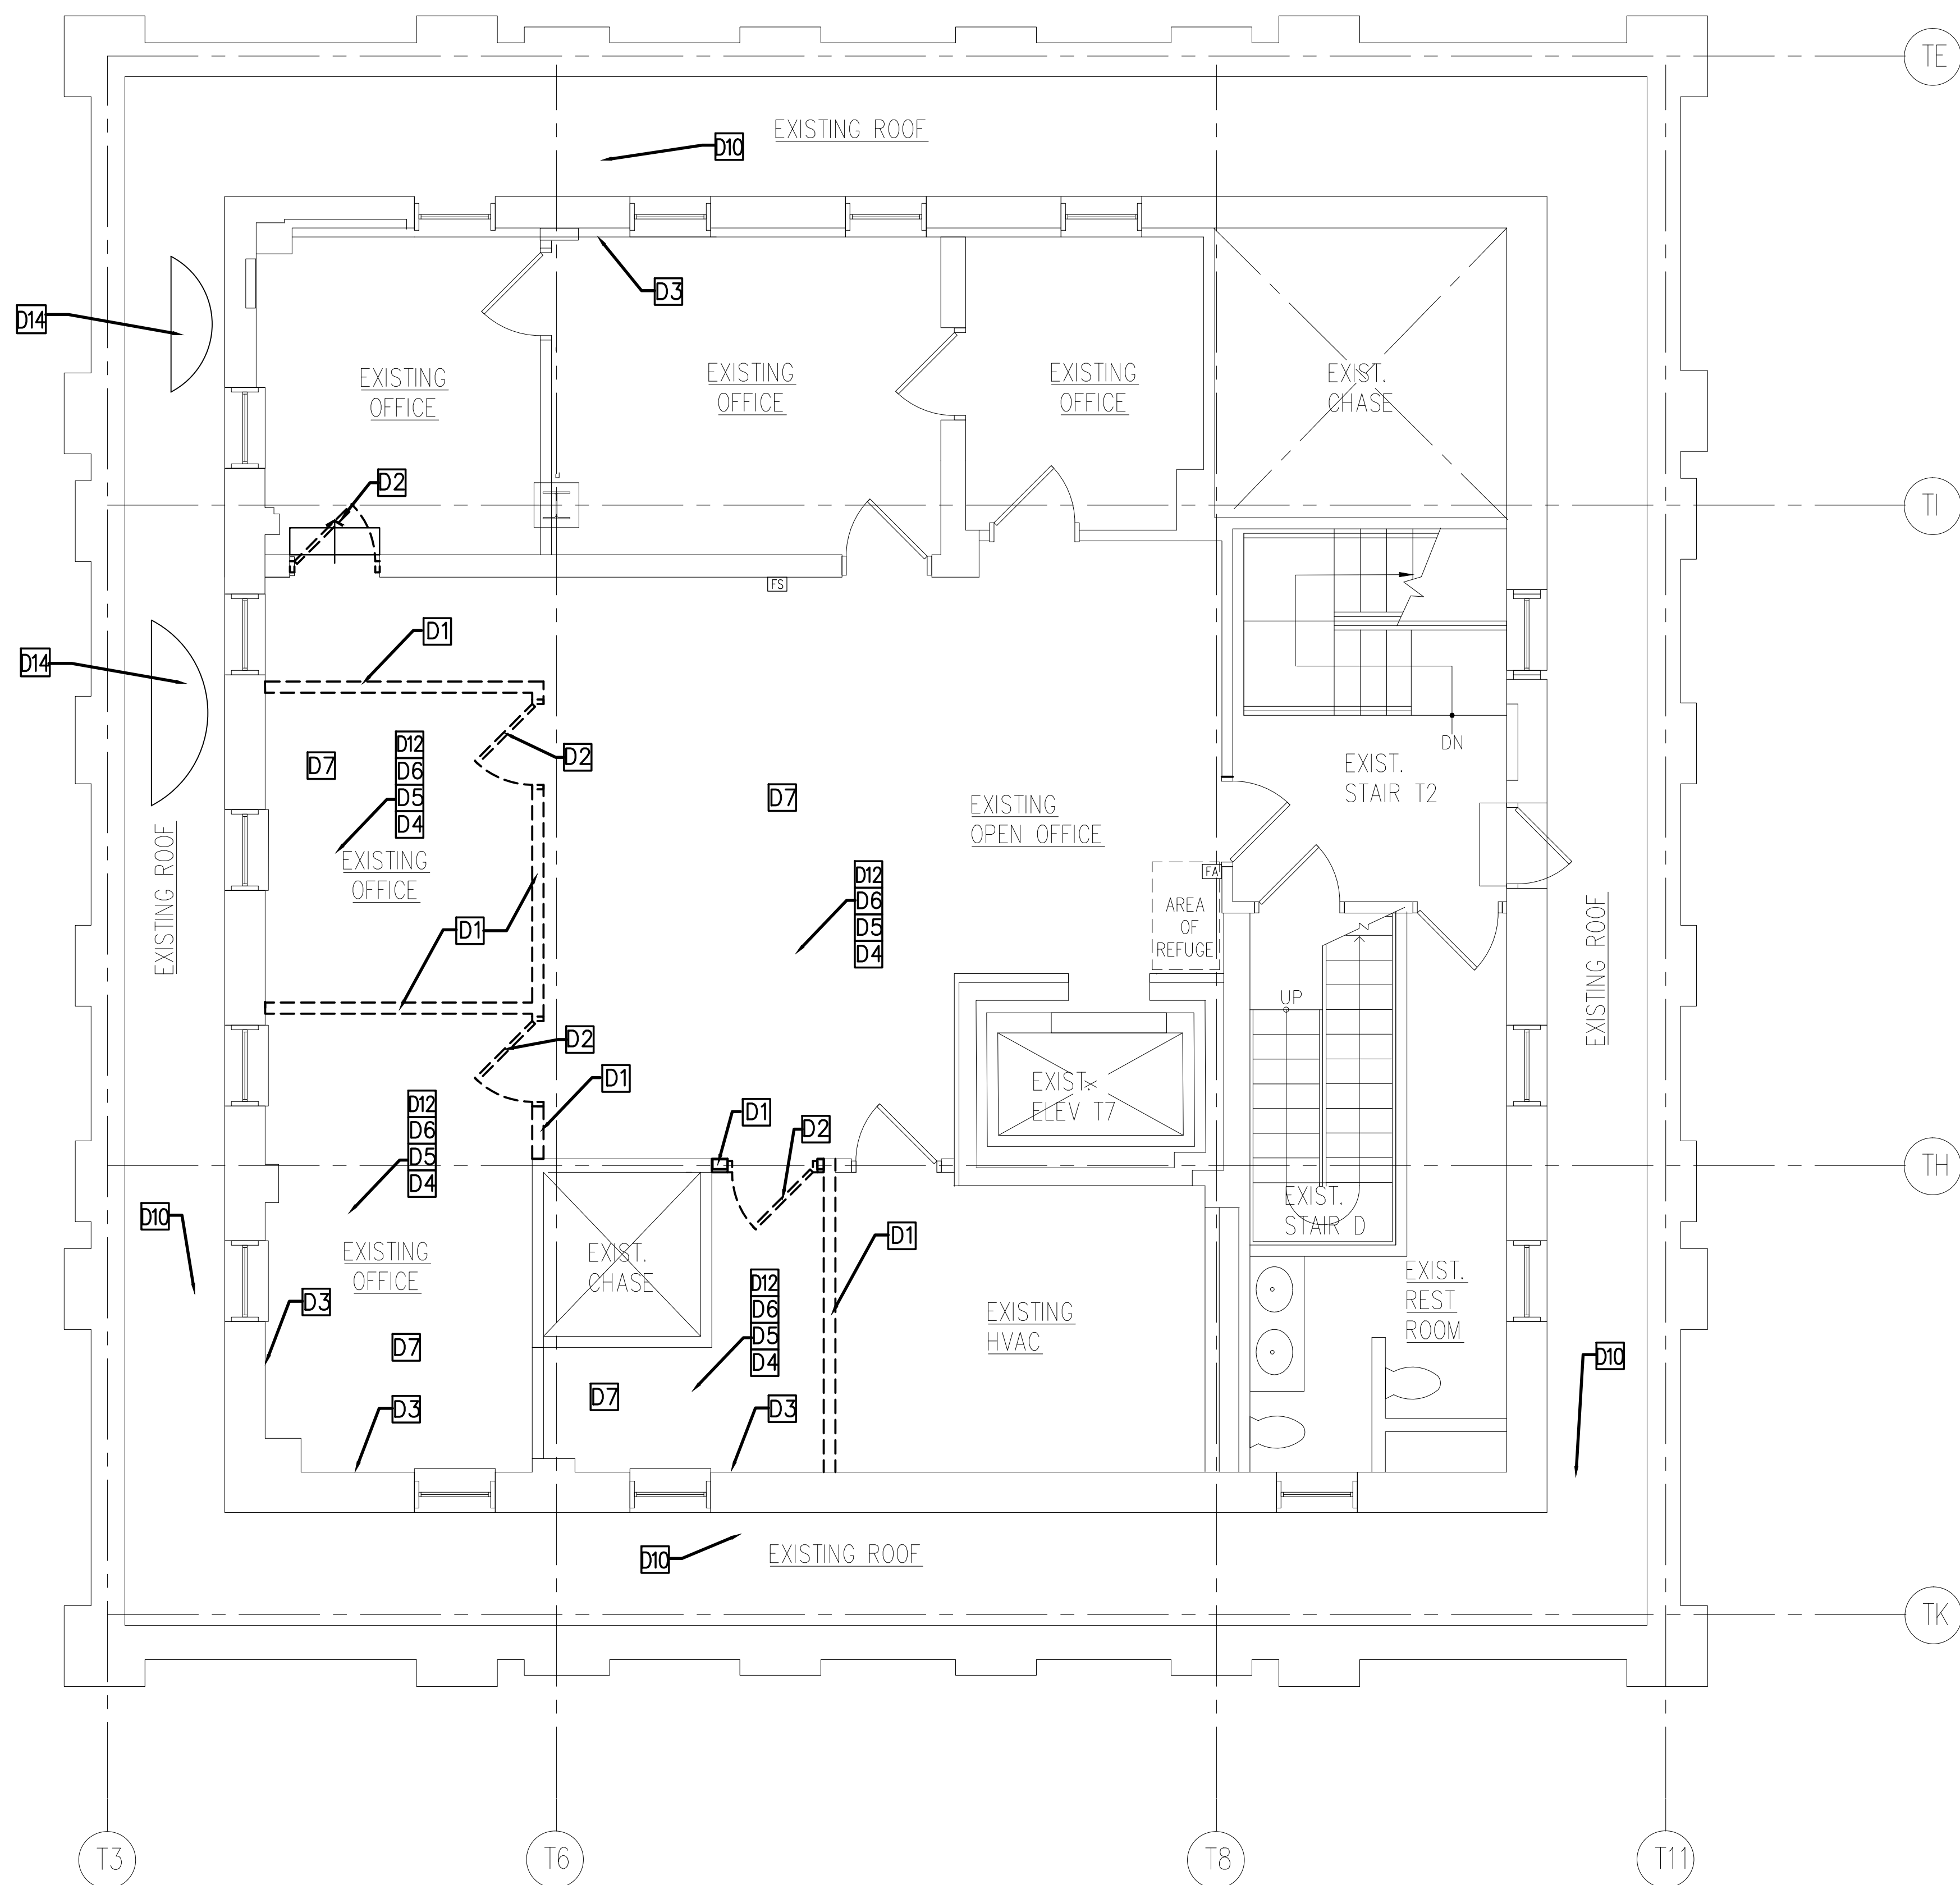 TE
EXISTING ROOF
D10
D3
D14
EXISTING
OFFICE
EXISTING
OFFICE
EXISTING
OFFICE
EXIST.
CHASE
D2
TI
FS
D1
D14
D2
D7
D12
D6
D5
D4
EXISTING
OFFICE
D7
EXISTING
OPEN OFFICE
DN
EXIST.
STAIR T2
EXISTING ROOF
D12
D6
D5
D4
FA
AREA
OF
REFUGE
EXISTING ROOF
D1
UP
D2
D1
EXIST.
ELEV T7
D12
D6
D5
D4
D1
D2
TH
D10
EXISTING
OFFICE
EXIST.
CHASE
D1
EXIST.
STAIR D
D3
D12
D6
D5
D4
EXISTING
HVAC
EXIST.
REST
ROOM
D7
D10
D7
D3
D3
D10
EXISTING ROOF
TK
T3
T6
T8
T11